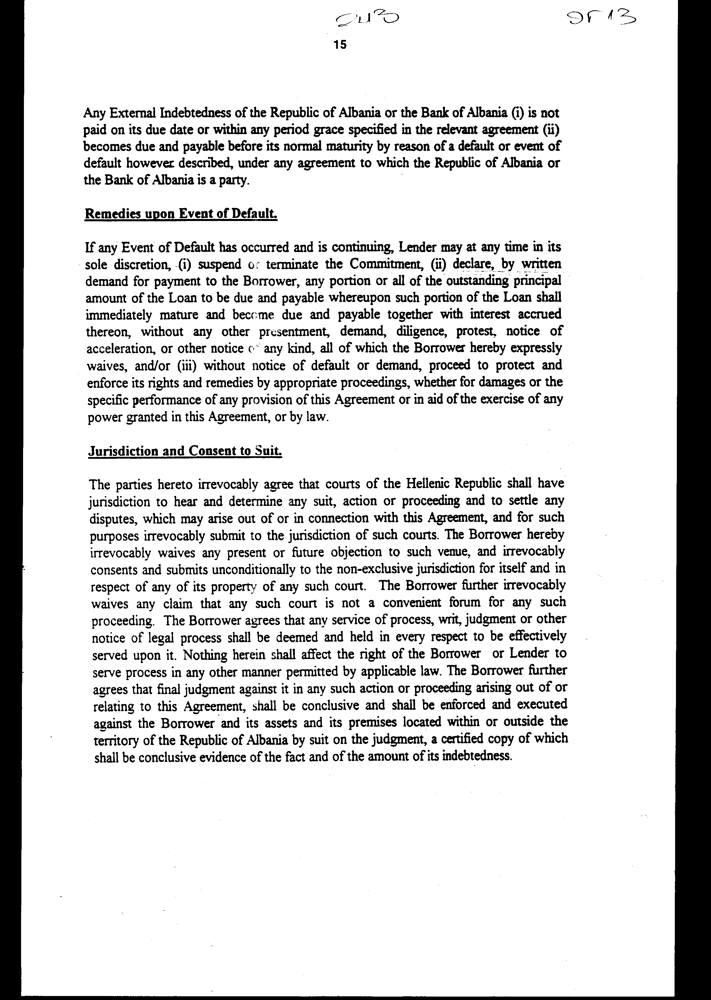 2430
15
Any External Indebtedness of the Republic of Albania or the Bank of Albania (i) is not
paid on its due date or within any period grace specified in the relevant agreement (ii)
becomes due and payable before its normal maturity by reason of a default or event of
default however described, under any agreement to which the Republic of Albania or
the Bank of Albania is a party.
Remedies upon Event of Default.
If any Event of Default has occurred and is continuing, Lender may at any time in its
sole discretion, (i) suspend or terminate the Commitment, (ii) declare, by written
demand for payment to the Borrower, any portion or all of the outstanding principal
amount of the Loan to be due and payable whereupon such portion of the Loan shall
immediately mature and become due and payable together with interest accrued
thereon, without any other presentment, demand, diligence, protest, notice of
acceleration, or other notice of any kind, all of which the Borrower hereby expressly
waives, and/or (iii) without notice of default or demand, proceed to protect and
enforce its rights and remedies by appropriate proceedings, whether for damages or the
specific performance of any provision of this Agreement or in aid of the exercise of any
power granted in this Agreement, or by law.
Jurisdiction and Consent to Suit.
The parties hereto irrevocably agree that courts of the Hellenic Republic shall have
jurisdiction to hear and determine any suit, action or proceeding and to settle any
disputes, which may arise out of or in connection with this Agreement, and for such
purposes irrevocably submit to the jurisdiction of such courts. The Borrower hereby
irrevocably waives any present or future objection to such venue, and irrevocably
consents and submits unconditionally to the non-exclusive jurisdiction for itself and in
respect of any of its property of any such court. The Borrower further irrevocably
waives any claim that any such court is not a convenient forum for any such
proceeding. The Borrower agrees that any service of process, writ, judgment or other
notice of legal process shall be deemed and held in every respect to be effectively
served upon it. Nothing herein shall affect the right of the Borrower or Lender to
serve process in any other manner permitted by applicable law. The Borrower further
agrees that final judgment against it in any such action or proceeding arising out of or
relating to this Agreement, shall be conclusive and shall be enforced and executed
against the Borrower and its assets and its premises located within or outside the
territory of the Republic of Albania by suit on the judgment, a certified copy of which
shall be conclusive evidence of the fact and of the amount of its indebtedness.